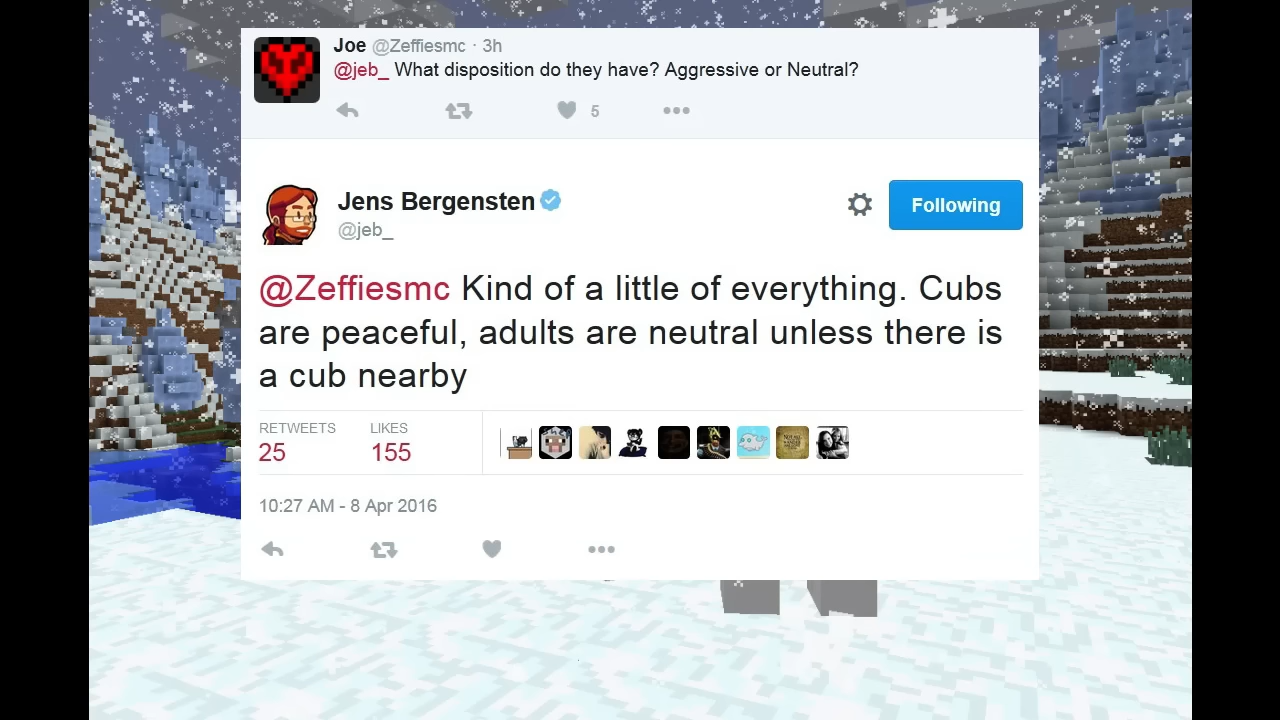 Joe @Zeffiesmc · 3h
@jeb_ What disposition do they have? Aggressive or Neutral?
5
Jens Bergensten
Following
@jeb_
@Zeffiesmc Kind of a little of everything. Cubs
are peaceful, adults are neutral unless there is
a cub nearby
RETWEETS LIKES
25 155
10:27 AM - 8 Apr 2016